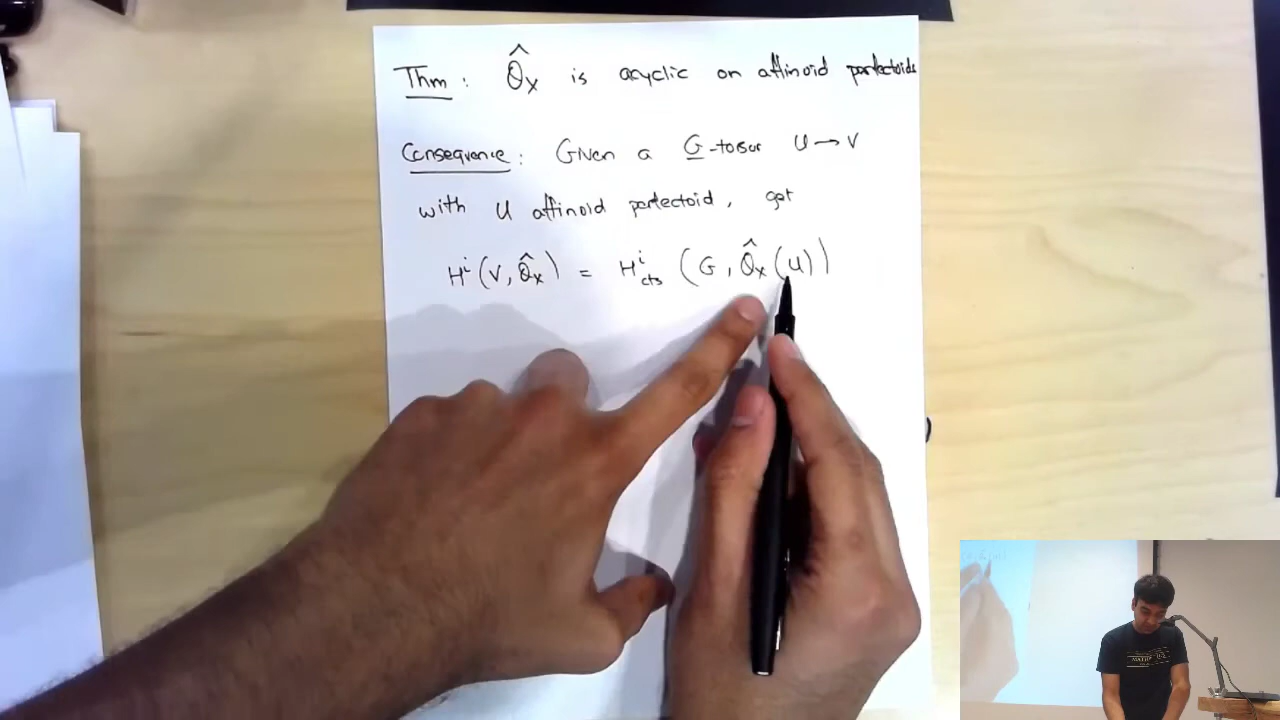 Thm : Ô_X is acyclic on affinoid perfectoids
Consequence : Given a G-torsor U → V
with U affinoid perfectoid, get
H^i (V, Ô_X) = H^i_cts (G, Ô_X (U))